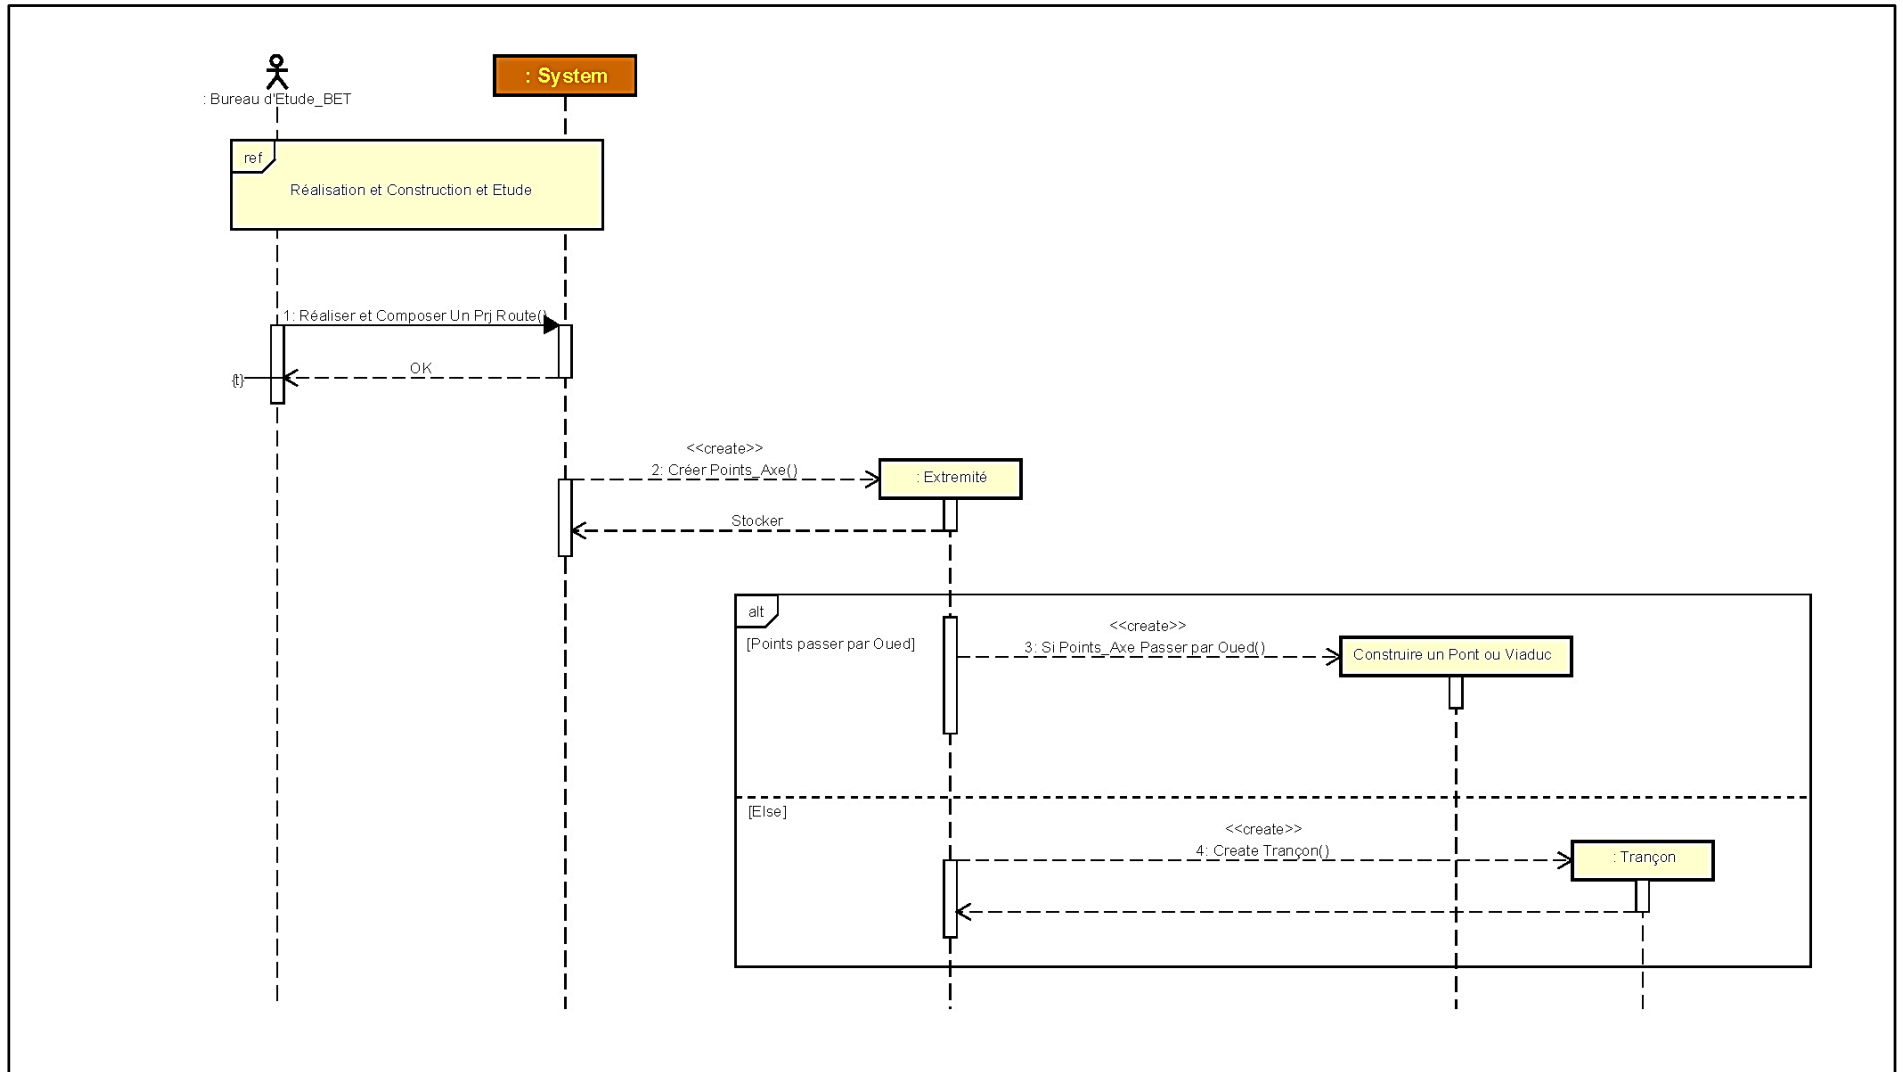 : System
: Bureau d'Etude_BET
ref
Réalisation et Construction et Etude
1: Réaliser et Composer Un Prj Route()
OK
{t}
<<create>>
2: Créer Points_Axe()
: Extremité
Stocker
alt
[Points passer par Oued]
<<create>>
3: Si Points_Axe Passer par Oued()
Construire un Pont ou Viaduc
[Else]
<<create>>
4: Create Trançon()
: Trançon